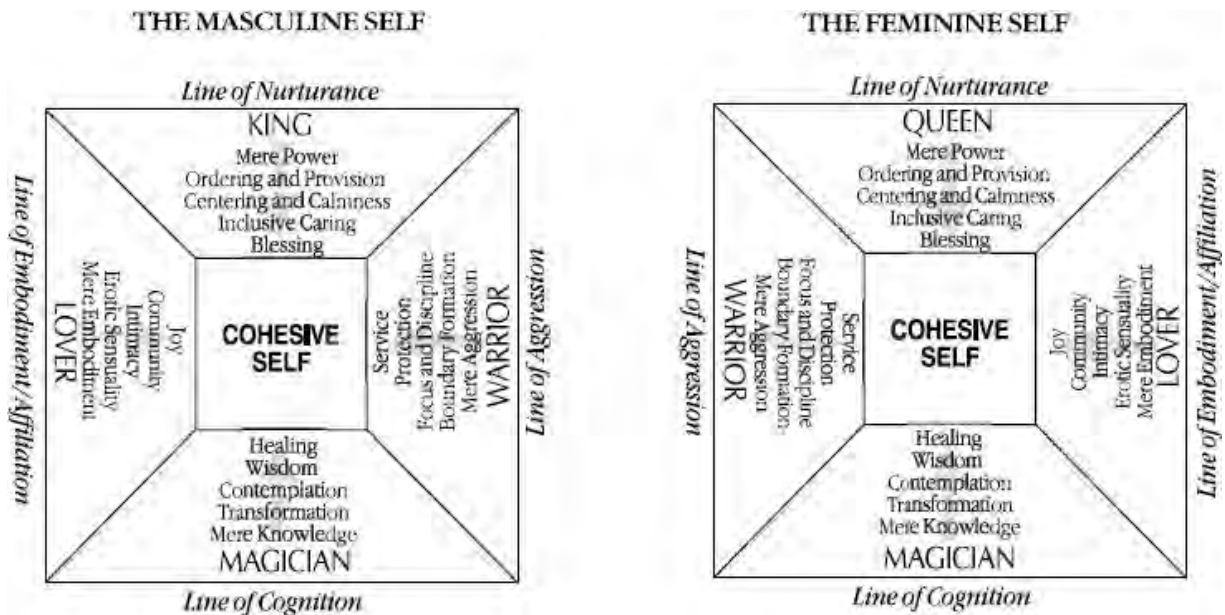 THE MASCULINE SELF
Line of Nurturance
KING
Mere Power
Ordering and Provision
Centering and Calmness
Inclusive Caring
Blessing
Line of Embodiment/Affiliation
LOVER
Mere Embodiment
Erotic Sensuality
Intimacy
Community
Joy
COHESIVE
SELF
Service
Protection
Focus and Discipline
Boundary Formation
Mere Aggression
WARRIOR
Line of Aggression
Healing
Wisdom
Contemplation
Transformation
Mere Knowledge
MAGICIAN
Line of Cognition
THE FEMININE SELF
Line of Nurturance
QUEEN
Mere Power
Ordering and Provision
Centering and Calmness
Inclusive Caring
Blessing
Line of Aggression
WARRIOR
Mere Aggression
Boundary Formation
Focus and Discipline
Protection
Service
COHESIVE
SELF
Joy
Community
Intimacy
Erotic Sensuality
Mere Embodiment
LOVER
Line of Embodiment/Affiliation
Healing
Wisdom
Contemplation
Transformation
Mere Knowledge
MAGICIAN
Line of Cognition